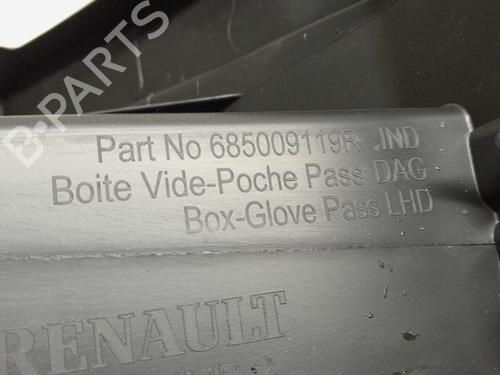 B-PARTS
Part No 685009119R IND
Boite Vide-Poche Pass DAG
Box-Glove Pass LHD
RENAULT